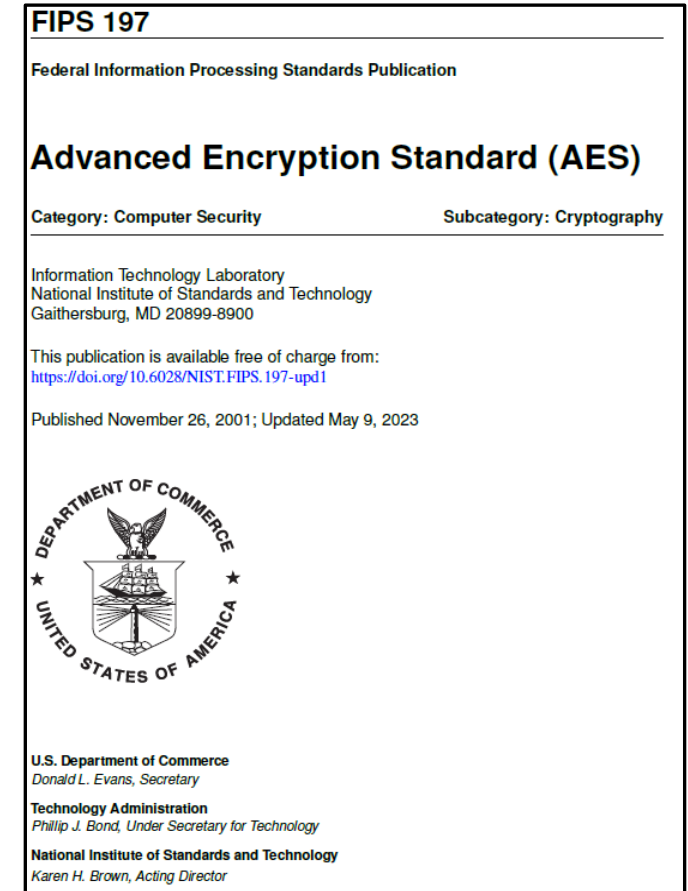 FIPS 197
Federal Information Processing Standards Publication
Advanced Encryption Standard (AES)
Category: Computer Security Subcategory: Cryptography
Information Technology Laboratory
National Institute of Standards and Technology
Gaithersburg, MD 20899-8900
This publication is available free of charge from:
https://doi.org/10.6028/NIST.FIPS.197-upd1
Published November 26, 2001; Updated May 9, 2023
DEPARTMENT OF COMMERCE
UNITED STATES OF AMERICA
U.S. Department of Commerce
Donald L. Evans, Secretary
Technology Administration
Phillip J. Bond, Under Secretary for Technology
National Institute of Standards and Technology
Karen H. Brown, Acting Director